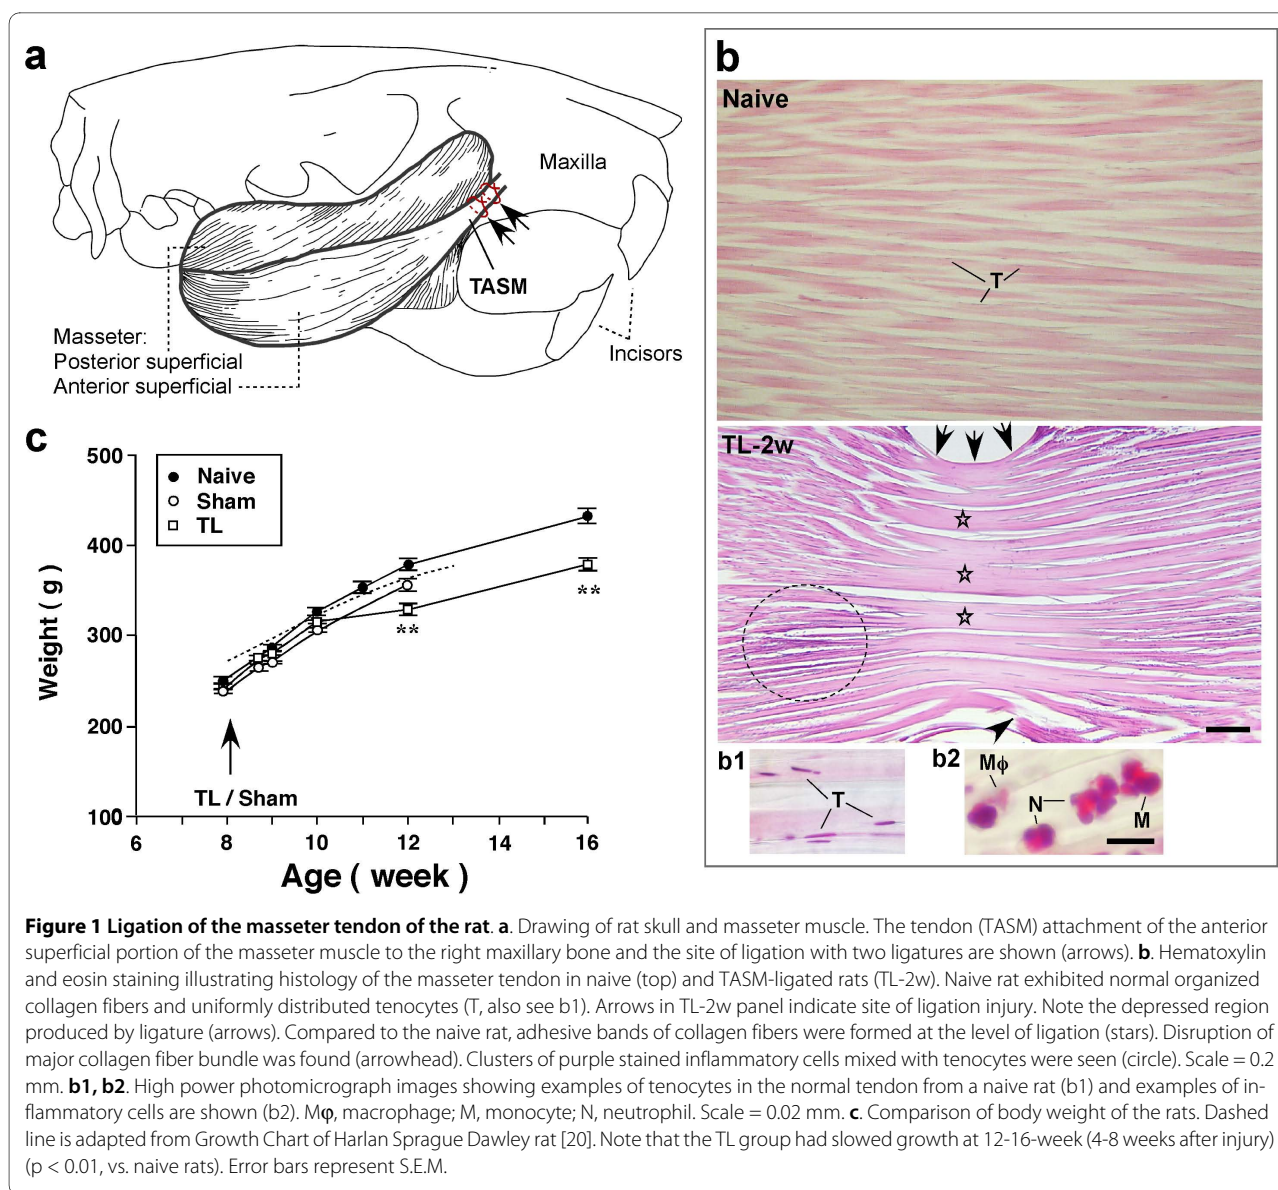 a
Maxilla
TASM
Masseter:
Posterior superficial
Anterior superficial
Incisors
b
Naive
T
TL-2w
b1
T
b2
Mϕ
N
M
c
500
400
300
200
100
Weight ( g )
Naive
Sham
TL
**
**
TL / Sham
6
8
10
12
14
16
Age ( week )
Figure 1 Ligation of the masseter tendon of the rat. a. Drawing of rat skull and masseter muscle. The tendon (TASM) attachment of the anterior
superficial portion of the masseter muscle to the right maxillary bone and the site of ligation with two ligatures are shown (arrows). b. Hematoxylin
and eosin staining illustrating histology of the masseter tendon in naive (top) and TASM-ligated rats (TL-2w). Naive rat exhibited normal organized
collagen fibers and uniformly distributed tenocytes (T, also see b1). Arrows in TL-2w panel indicate site of ligation injury. Note the depressed region
produced by ligature (arrows). Compared to the naive rat, adhesive bands of collagen fibers were formed at the level of ligation (stars). Disruption of
major collagen fiber bundle was found (arrowhead). Clusters of purple stained inflammatory cells mixed with tenocytes were seen (circle). Scale = 0.2
mm. b1, b2. High power photomicrograph images showing examples of tenocytes in the normal tendon from a naive rat (b1) and examples of in-
flammatory cells are shown (b2). Mφ, macrophage; M, monocyte; N, neutrophil. Scale = 0.02 mm. c. Comparison of body weight of the rats. Dashed
line is adapted from Growth Chart of Harlan Sprague Dawley rat [20]. Note that the TL group had slowed growth at 12-16-week (4-8 weeks after injury)
(p < 0.01, vs. naive rats). Error bars represent S.E.M.